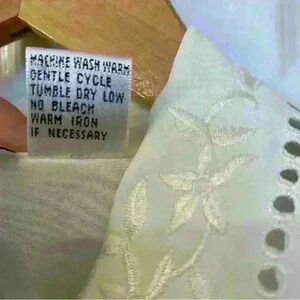 MACHINE WASH WARM
GENTLE CYCLE
TUMBLE DRY LOW
NO BLEACH
WARM IRON
IF NECESSARY